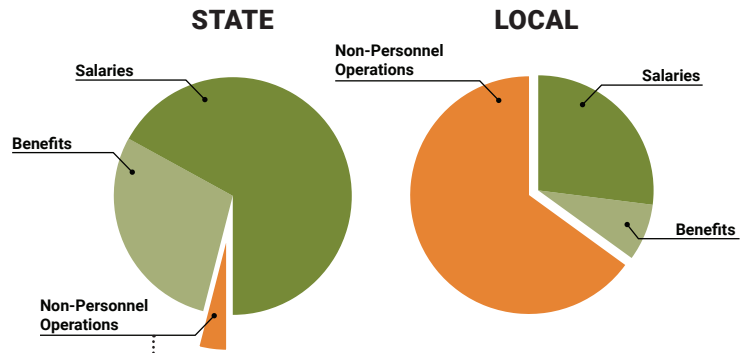 STATE
Salaries
Benefits
Non-Personnel
Operations
LOCAL
Non-Personnel
Operations
Salaries
Benefits